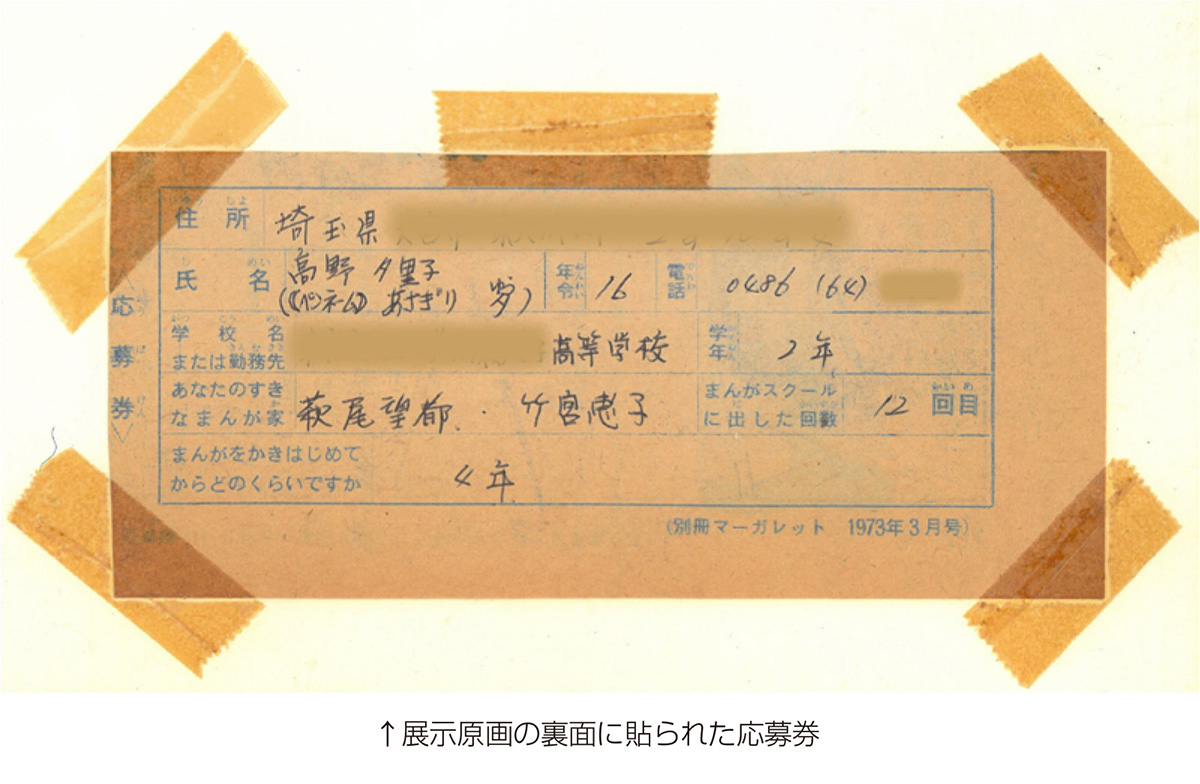 住所 埼玉県
氏名 高野夕里子
(《ペンネーム》あさぎり 夢)
年令 16 電話 0486 (64)
学校名または勤務先 高等学校 学年 2年
あなたのすきなまんが家 萩尾望都. 竹宮恵子 まんがスクールに出した回数 12回目
まんがをかきはじめてからどのくらいですか 4年
〈応募券〉
(別冊マーガレット 1973年3月号)
↑展示原画の裏面に貼られた応募券